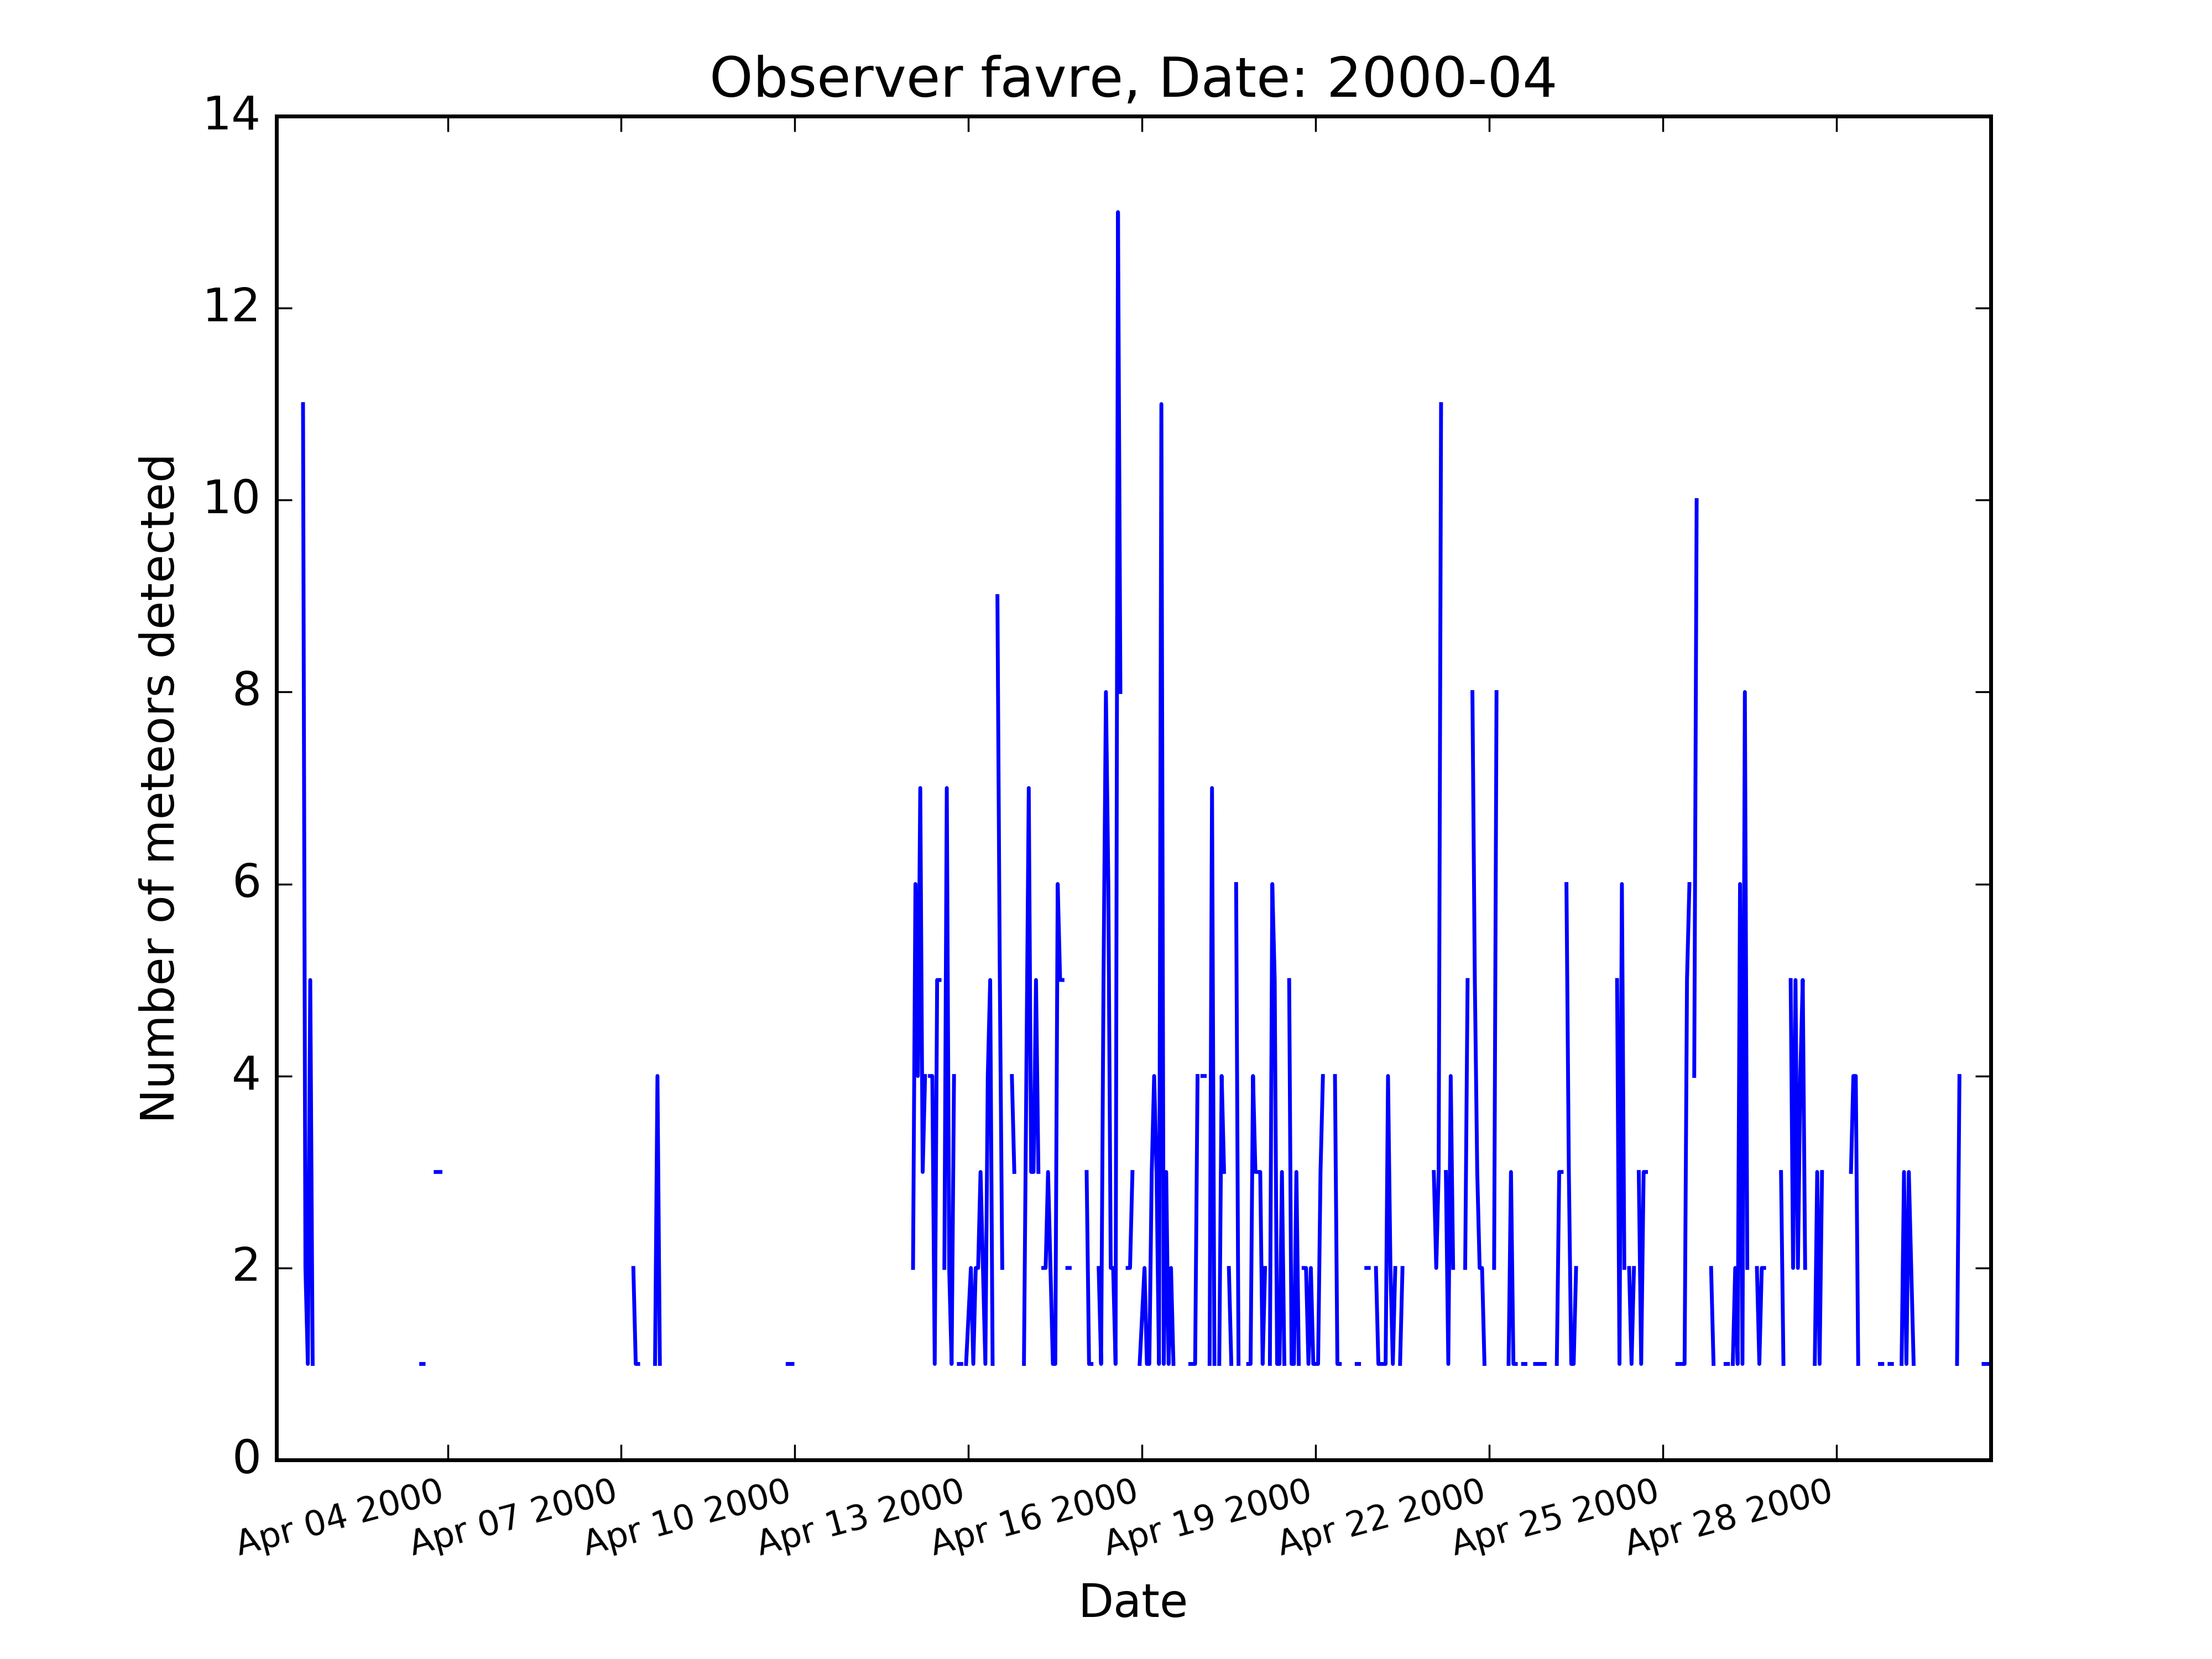 Observer favre, Date: 2000-04
Number of meteors detected
14
12
10
8
6
4
2
0
Apr 04 2000
Apr 07 2000
Apr 10 2000
Apr 13 2000
Apr 16 2000
Apr 19 2000
Apr 22 2000
Apr 25 2000
Apr 28 2000
Date